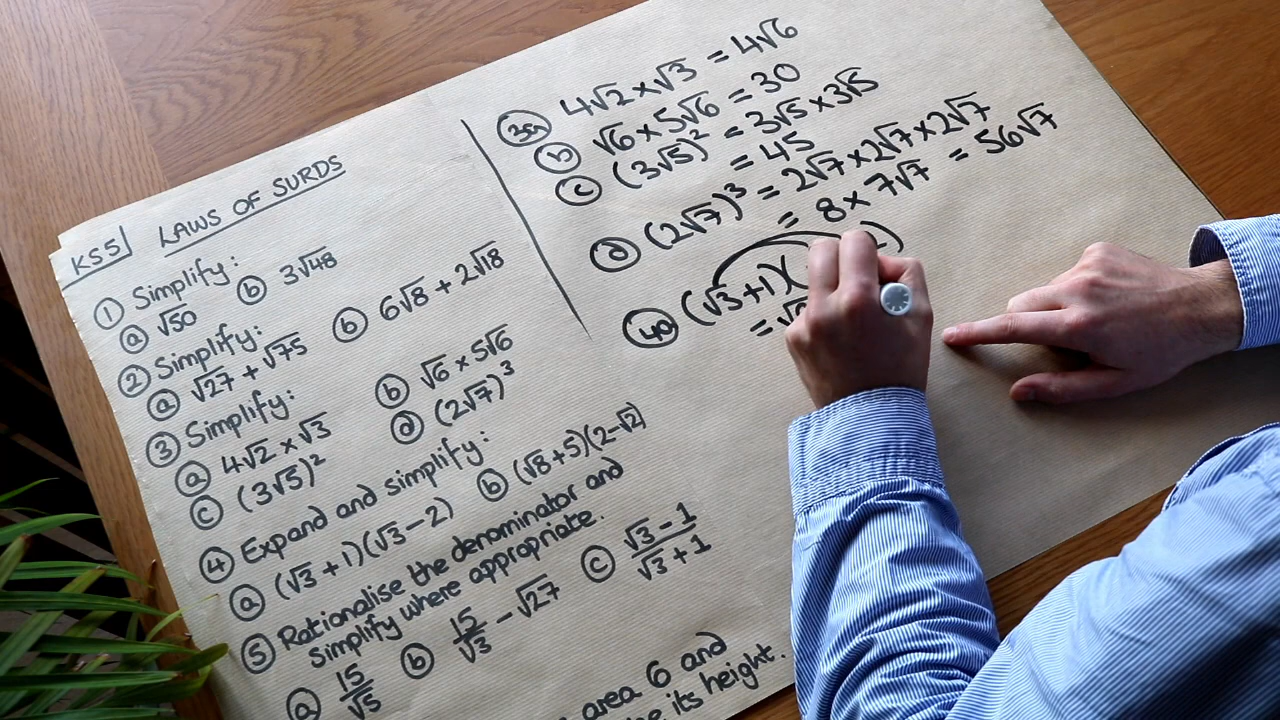 KS5 LAWS OF SURDS
① Simplify:
ⓐ √50 ⓑ 3√48
② Simplify:
ⓐ √27 + √75 ⓑ 6√8 + 2√18
③ Simplify:
ⓐ 4√2 × √3 ⓑ √6 × 5√6
ⓒ (3√5)² ⓓ (2√7)³
④ Expand and simplify:
ⓐ (√3 + 1)(√3 − 2) ⓑ (√8 + 5)(2 − √2)
⑤ Rationalise the denominator and
simplify where appropriate.
ⓐ 15/√5 ⓑ 15/√3 − √27 ⓒ (√3 − 1)/(√3 + 1)
area 6 and
its height.
3a 4√2 × √3 = 4√6
ⓑ √6 × 5√6 = 30
ⓒ (3√5)² = 3√5 × 3√5
= 45
ⓓ (2√7)³ = 2√7 × 2√7 × 2√7
= 8 × 7√7 = 56√7
4a (√3 + 1)( )
= √